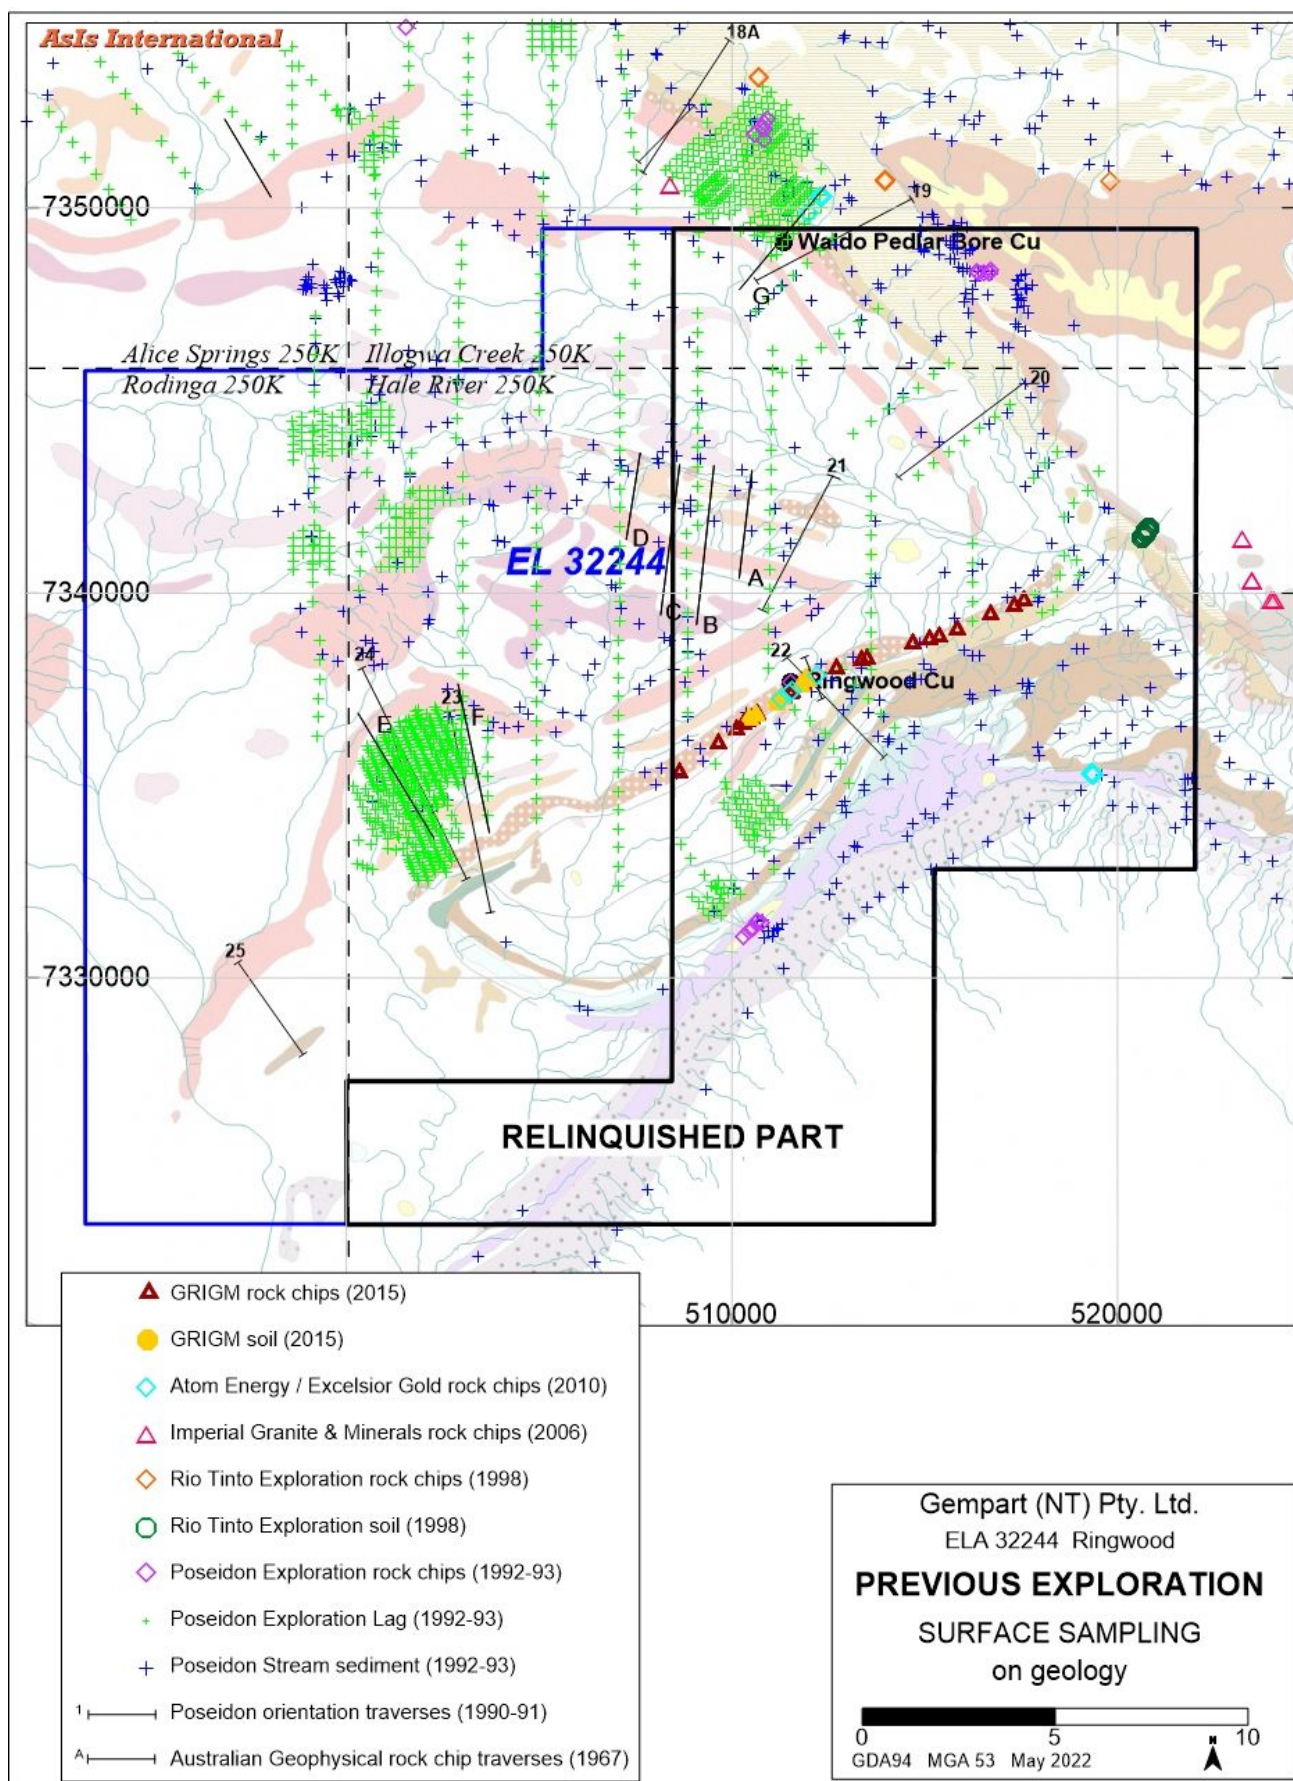 AsIs International
18A
7350000
19
Waldo Pedlar Bore Cu
G
Alice Springs 250K
Illogwa Creek 250K
Rodinga 250K
Hale River 250K
20
21
D
EL 32244
A
7340000
C
B
22
24
Ringwood Cu
23
F
E
25
7330000
RELINQUISHED PART
510000
520000
GRIGM rock chips (2015)
GRIGM soil (2015)
Atom Energy / Excelsior Gold rock chips (2010)
Imperial Granite & Minerals rock chips (2006)
Rio Tinto Exploration rock chips (1998)
Rio Tinto Exploration soil (1998)
Poseidon Exploration rock chips (1992-93)
Poseidon Exploration Lag (1992-93)
Poseidon Stream sediment (1992-93)
1 Poseidon orientation traverses (1990-91)
A Australian Geophysical rock chip traverses (1967)
Gempart (NT) Pty. Ltd.
ELA 32244 Ringwood
PREVIOUS EXPLORATION
SURFACE SAMPLING
on geology
0 5 10
GDA94 MGA 53 May 2022
N